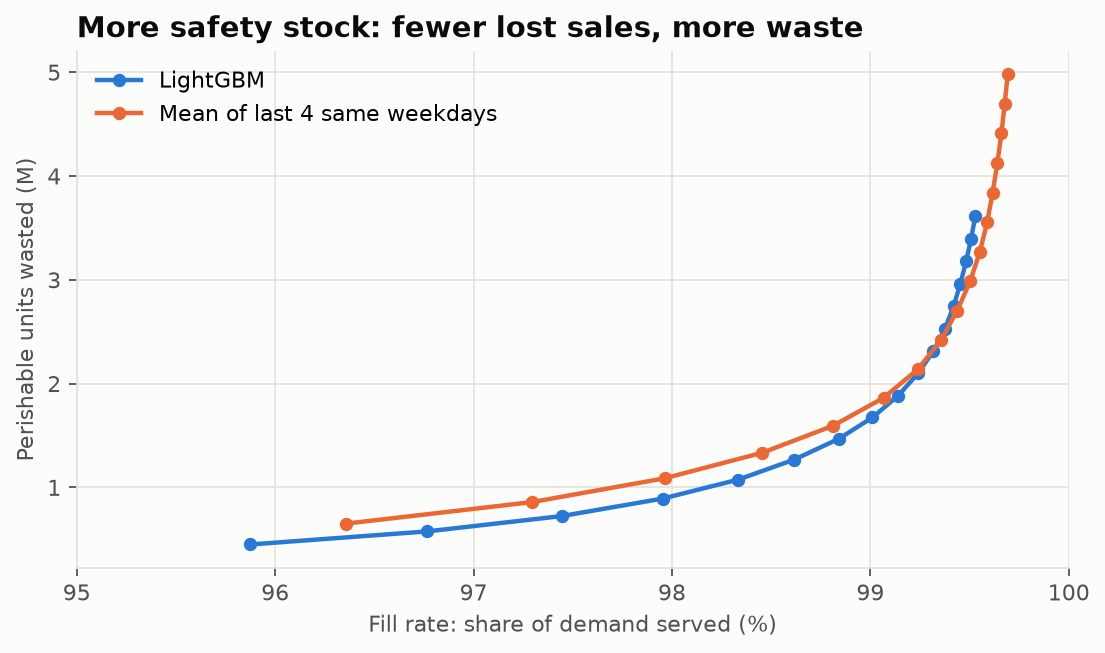 More safety stock: fewer lost sales, more waste
LightGBM
Mean of last 4 same weekdays
Perishable units wasted (M)
5
4
3
2
1
95 96 97 98 99 100
Fill rate: share of demand served (%)